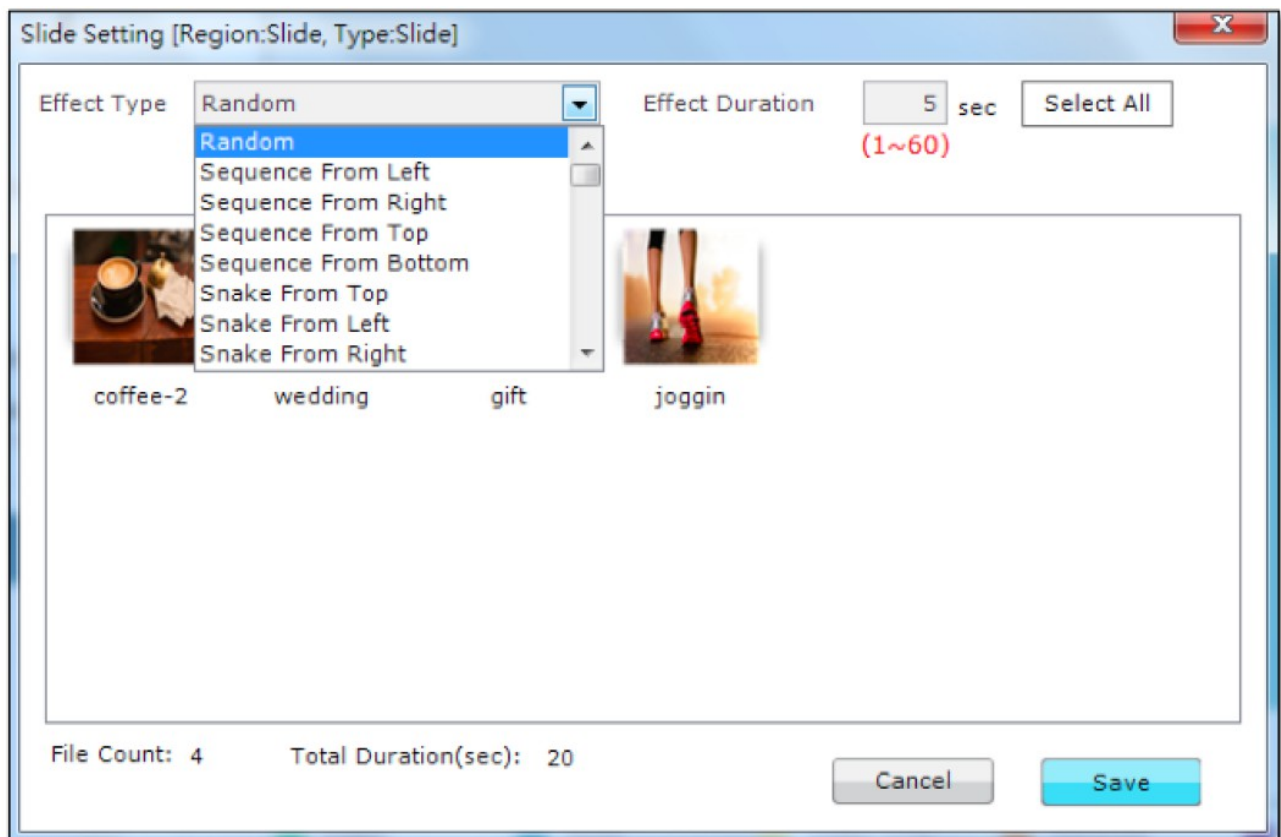 Slide Setting [Region:Slide, Type:Slide]
X
Effect Type Random Effect Duration 5 sec Select All
(1~60)
Random
Sequence From Left
Sequence From Right
Sequence From Top
Sequence From Bottom
Snake From Top
Snake From Left
Snake From Right
coffee-2 wedding gift joggin
File Count: 4 Total Duration(sec): 20
Cancel Save